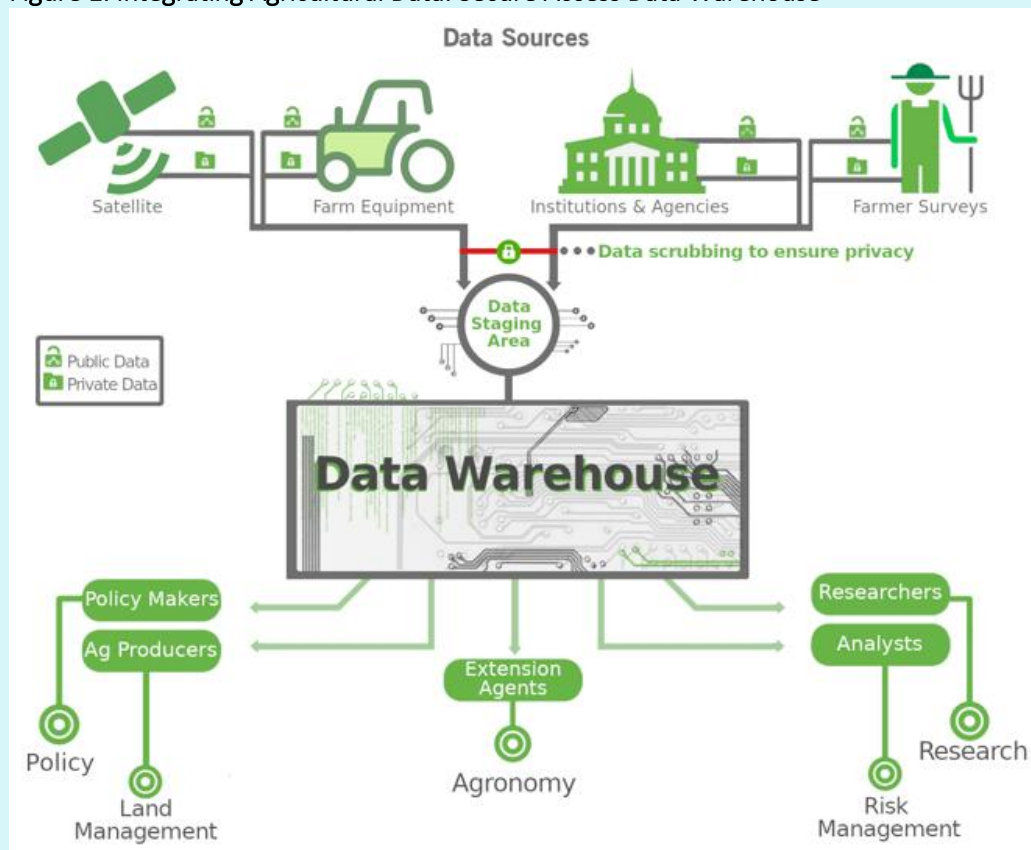 Data Sources
Satellite
Farm Equipment
Institutions & Agencies
Farmer Surveys
Data scrubbing to ensure privacy
Data
Staging
Area
Public Data
Private Data
Data Warehouse
Policy Makers
Ag Producers
Extension
Agents
Researchers
Analysts
Policy
Land
Management
Agronomy
Risk
Management
Research